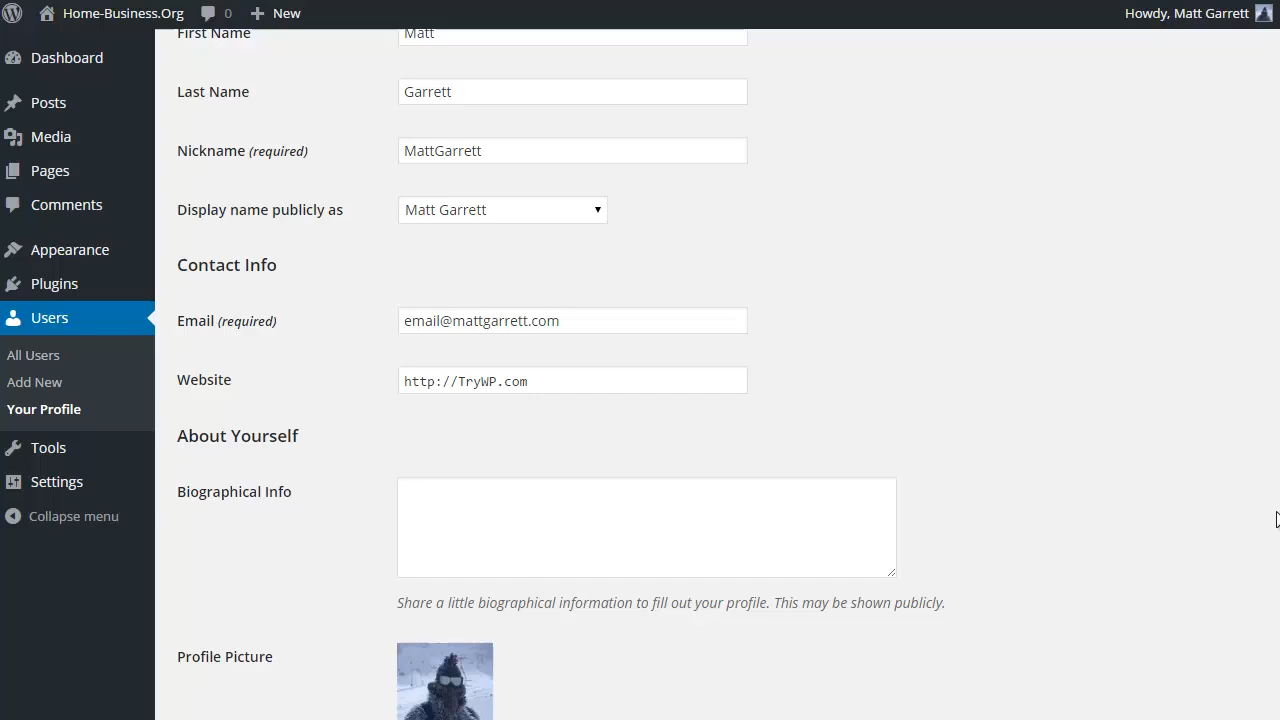 Home-Business.Org 0 New Howdy, Matt Garrett
Dashboard
Posts
Media
Pages
Comments
Appearance
Plugins
Users
All Users
Add New
Your Profile
Tools
Settings
Collapse menu
First Name Matt
Last Name Garrett
Nickname (required) MattGarrett
Display name publicly as Matt Garrett
Contact Info
Email (required) email@mattgarrett.com
Website http://TryWP.com
About Yourself
Biographical Info
Share a little biographical information to fill out your profile. This may be shown publicly.
Profile Picture